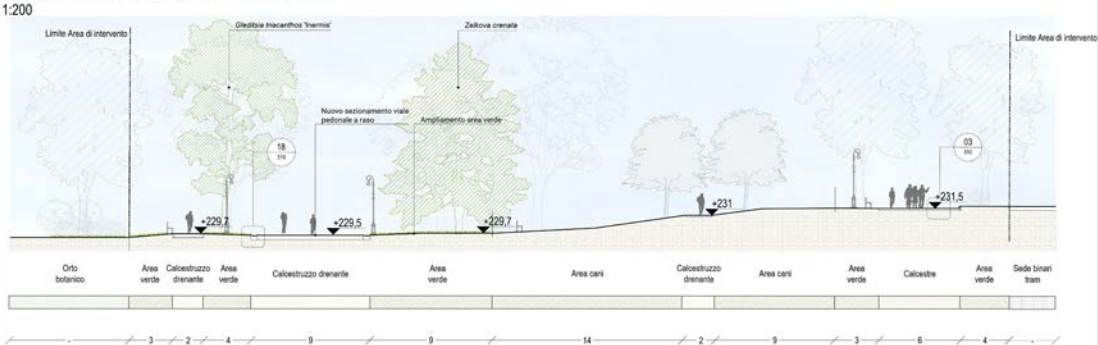 1:200
Limite Area di intervento
Gleditsia triacanthos 'Inermis'
Zelkova crenata
Limite Area di intervento
Nuovo sezionamento viale
pedonale a raso
Ampliamento area verde
18
03
+229,7
+229,5
+229,7
+231
+231,5
Orto
botanico
Area
verde
Calcestruzzo
drenante
Area
verde
Calcestruzzo drenante
Area
verde
Area cani
Calcestruzzo
drenante
Area cani
Area
verde
Calcestre
Area
verde
Sede binari
tram
- 3 2 4 9 9 14 2 9 3 6 4 -